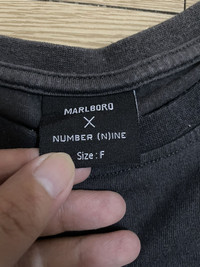 MARLBORO
X
NUMBER (N)INE
Size : F